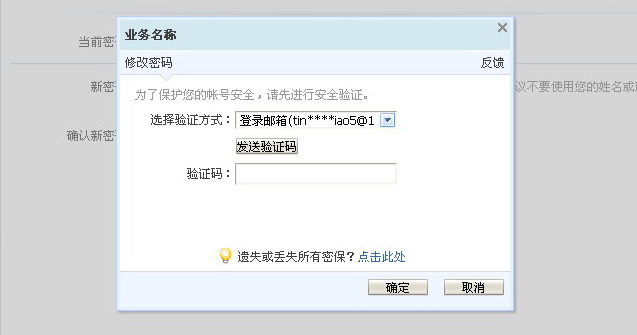 业务名称
当前密
修改密码 反馈
新密 议不要使用您的姓名或
为了保护您的帐号安全，请先进行安全验证。
选择验证方式： 登录邮箱(tin****iao5@1
确认新密
发送验证码
验证码：
遗失或丢失所有密保？点击此处
确定 取消